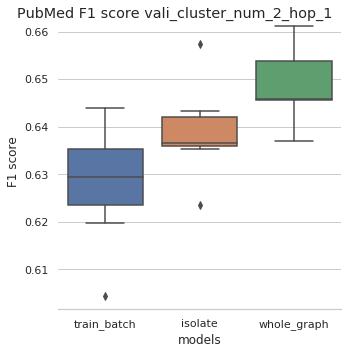 PubMed F1 score vali_cluster_num_2_hop_1
0.66
0.65
0.64
0.63
0.62
0.61
F1 score
train_batch isolate whole_graph
models